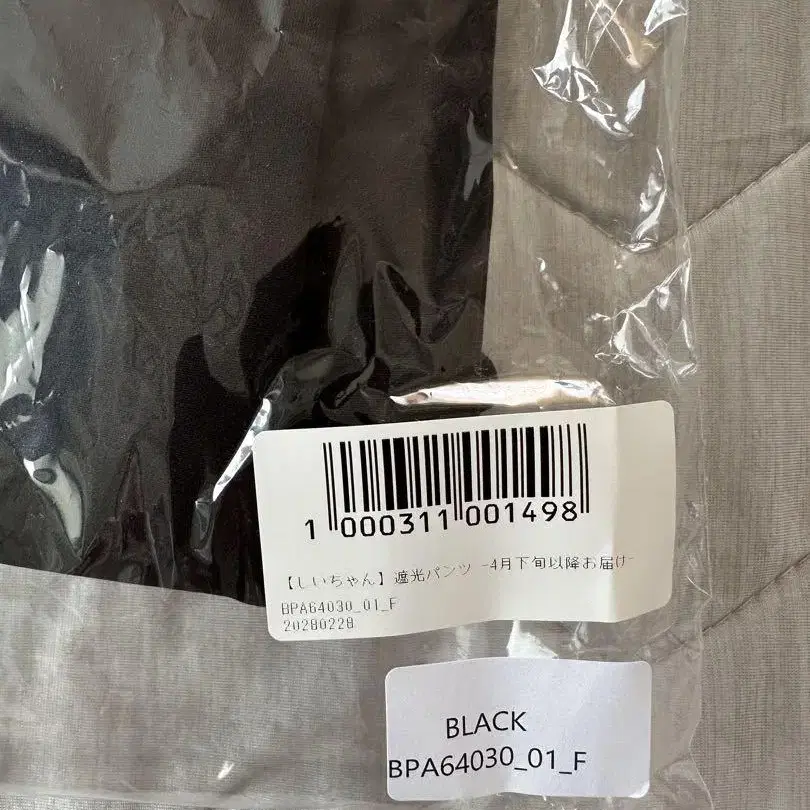 1 000311 001498
【しいちゃん】遮光パンツ -4月下旬以降お届け-
BPA64030_01_F
20280228
BLACK
BPA64030_01_F